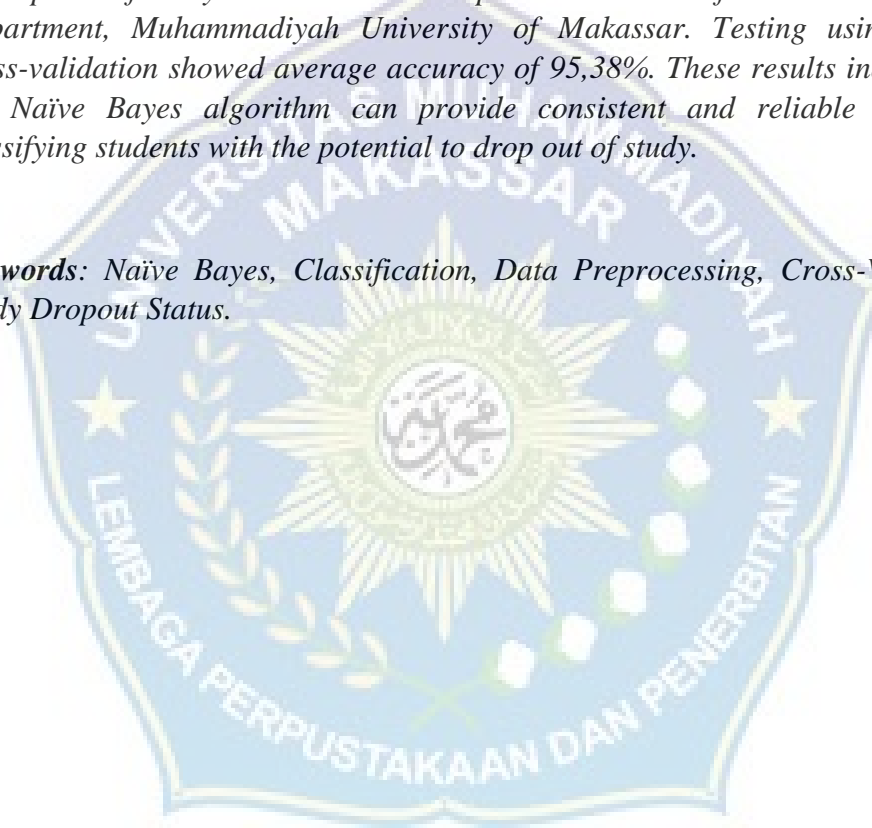 partment, Muhammadiyah University of Makassar. Testing usin
ss-validation showed average accuracy of 95,38%. These results in
Naïve Bayes algorithm can provide consistent and reliable
ssifying students with the potential to drop out of study.
words: Naïve Bayes, Classification, Data Preprocessing, Cross-V
dy Dropout Status.
UNIVERSITAS MUHAMMADIYAH
MAKASSAR
LEMBAGA PERPUSTAKAAN DAN PENERBITAN